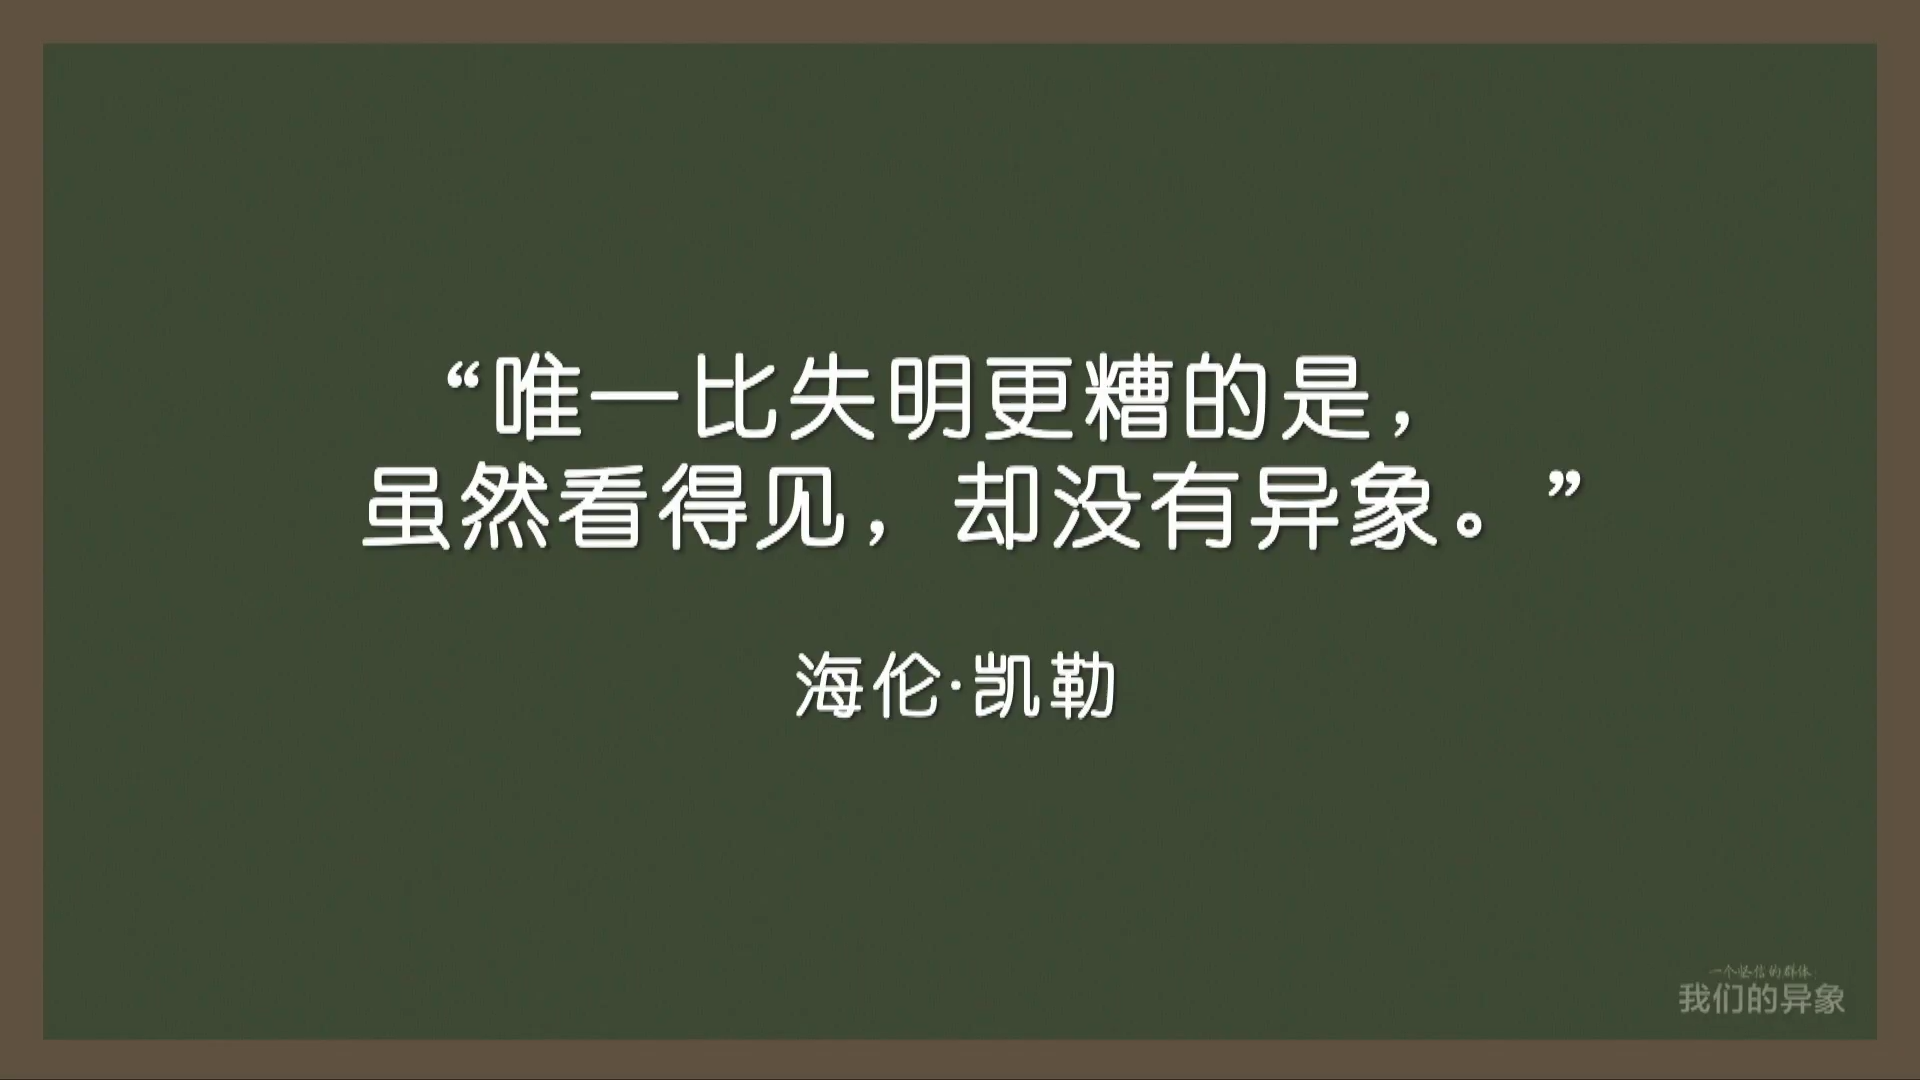 “唯一比失明更糟的是，
虽然看得见，却没有异象。”
海伦·凯勒
一个坚信的群体：
我们的异象